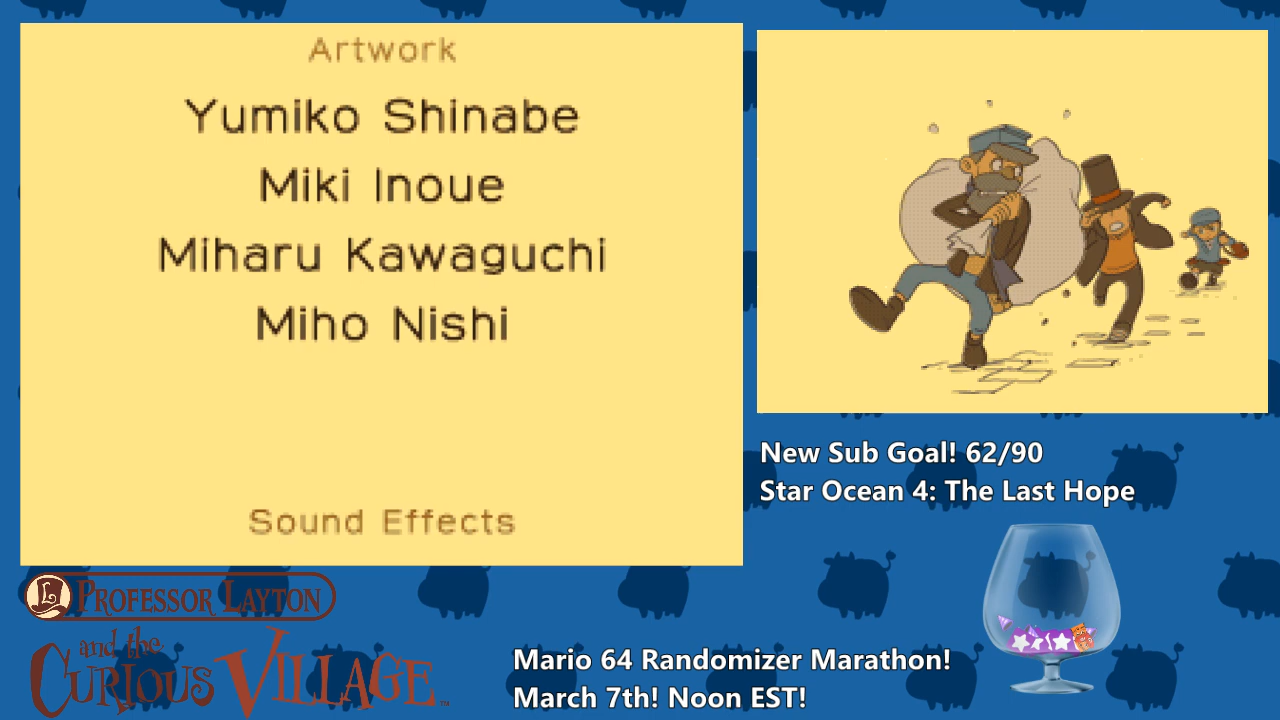 Artwork
Yumiko Shinabe
Miki Inoue
Miharu Kawaguchi
Miho Nishi
Sound Effects
New Sub Goal! 62/90
Star Ocean 4: The Last Hope
L PROFESSOR LAYTON
and the
CURIOUS VILLAGE™
Mario 64 Randomizer Marathon!
March 7th! Noon EST!